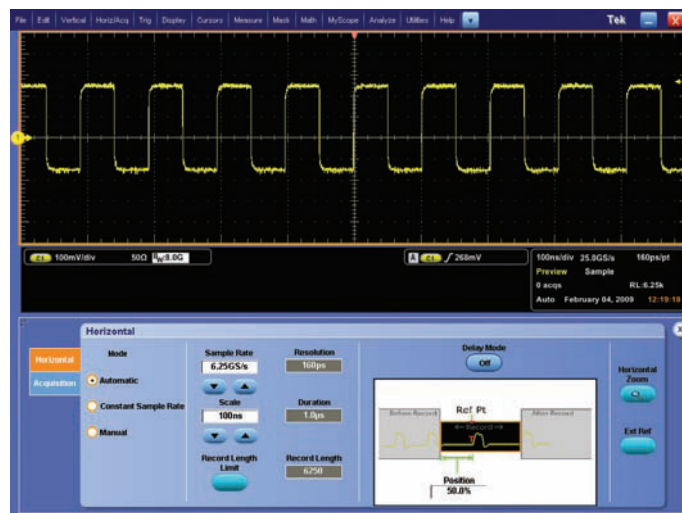 File Edit Vertical Horiz/Acq Trig Display Cursors Measure Mask Math MyScope Analyze Utilities Help Tek X
1
C1 100mV/div 50Ω BW:8.0G
A C1 268mV
100ns/div 25.0GS/s 160ps/pt
Preview Sample
0 acqs RL:6.25k
Auto February 04, 2009 12:19:18
Horizontal X
Horizontal
Acquisition
Mode
Automatic
Constant Sample Rate
Manual
Sample Rate
6.25GS/s
Scale
100ns
Record Length
Limit
Resolution
160ps
Duration
1.0µs
Record Length
6250
Delay Mode
Off
Before Record Ref Pt After Record
← Record →
T
Position
50.0%
Horizontal
Zoom
Ext Ref